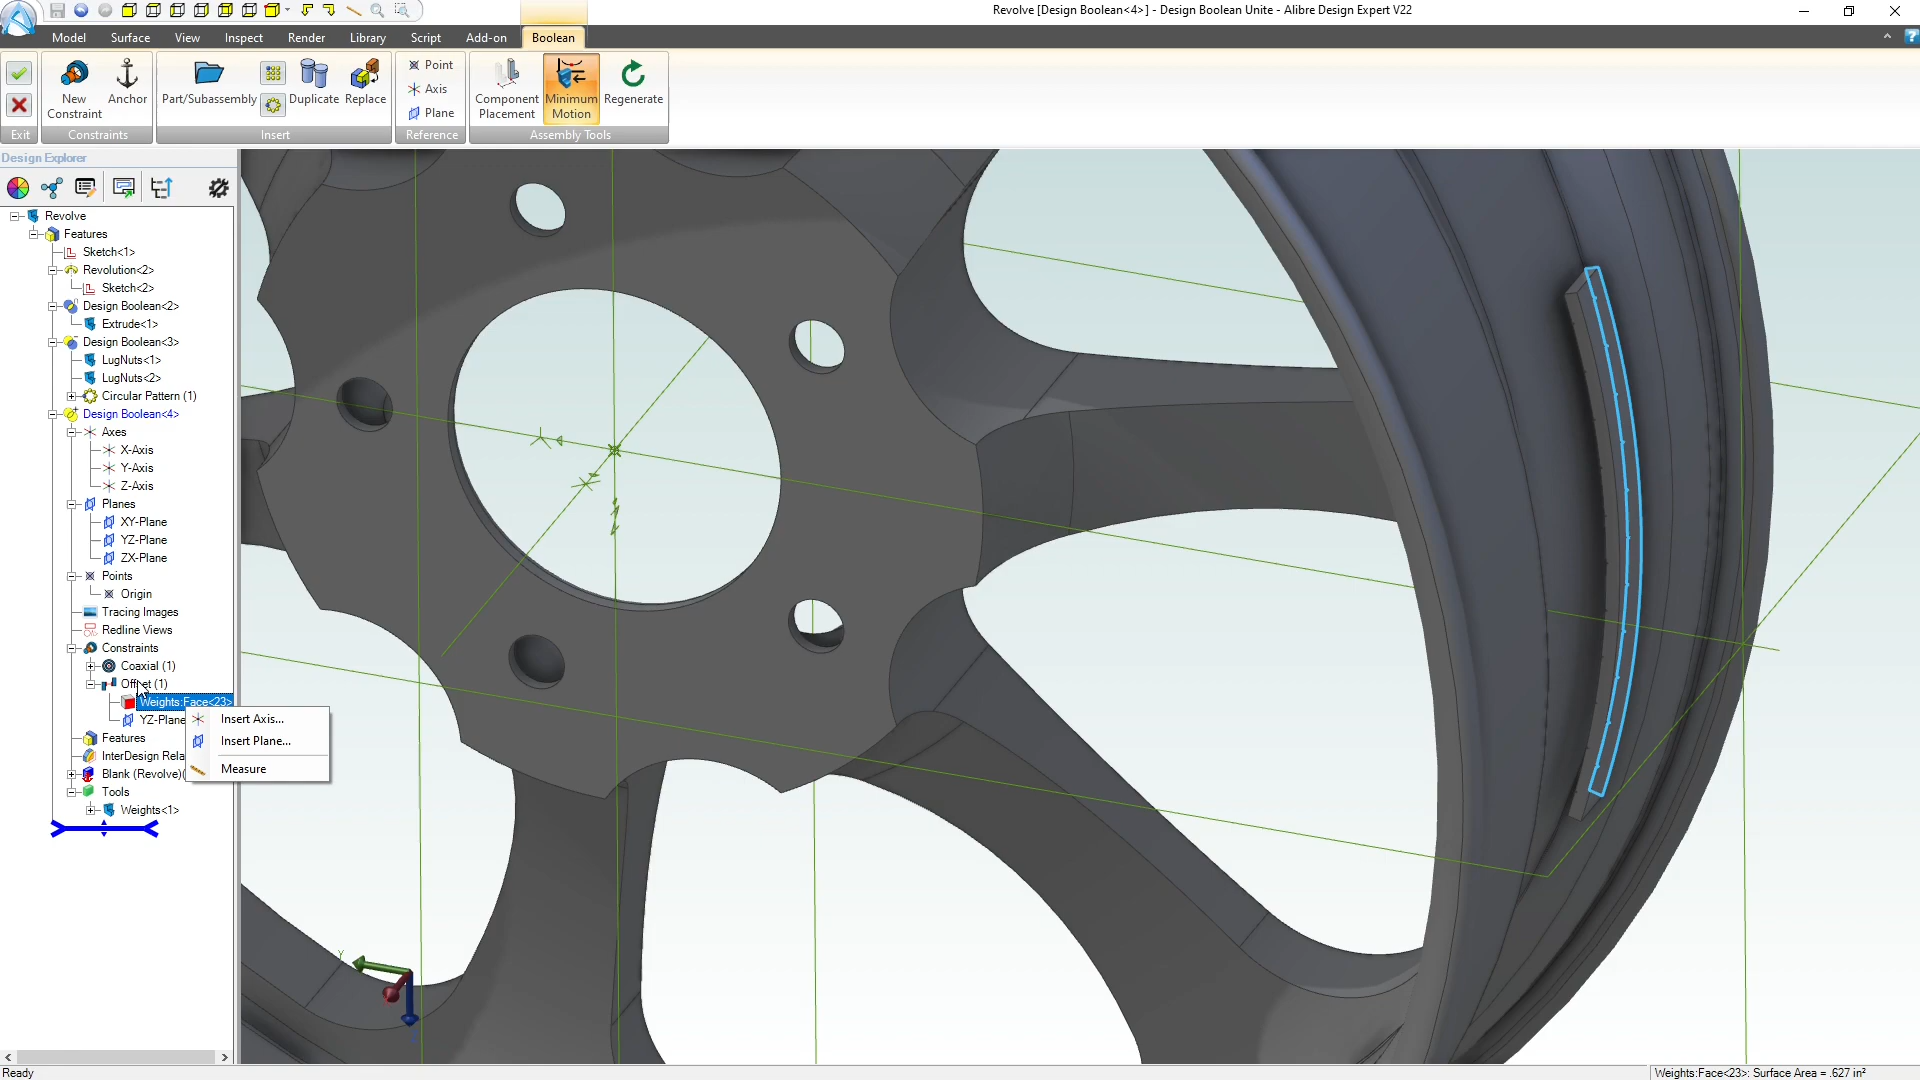 Revolve [Design Boolean<4>] - Design Boolean Unite - Alibre Design Expert V22
Model Surface View Inspect Render Library Script Add-on Boolean
New Constraint
Anchor
Part/Subassembly
Duplicate
Replace
Point
Axis
Plane
Component Placement
Minimum Motion
Regenerate
Exit Constraints Insert Reference Assembly Tools
Design Explorer
Revolve
Features
Sketch<1>
Revolution<2>
Sketch<2>
Design Boolean<2>
Extrude<1>
Design Boolean<3>
LugNuts<1>
LugNuts<2>
Circular Pattern (1)
Design Boolean<4>
Axes
X-Axis
Y-Axis
Z-Axis
Planes
XY-Plane
YZ-Plane
ZX-Plane
Points
Origin
Tracing Images
Redline Views
Constraints
Coaxial (1)
Offset (1)
Weights:Face<23>
YZ-Plane
Insert Axis...
Features
Insert Plane...
InterDesign Rela
Blank (Revolve)(
Measure
Tools
Weights<1>
Y
Ready
Weights:Face<23>: Surface Area = .627 in²